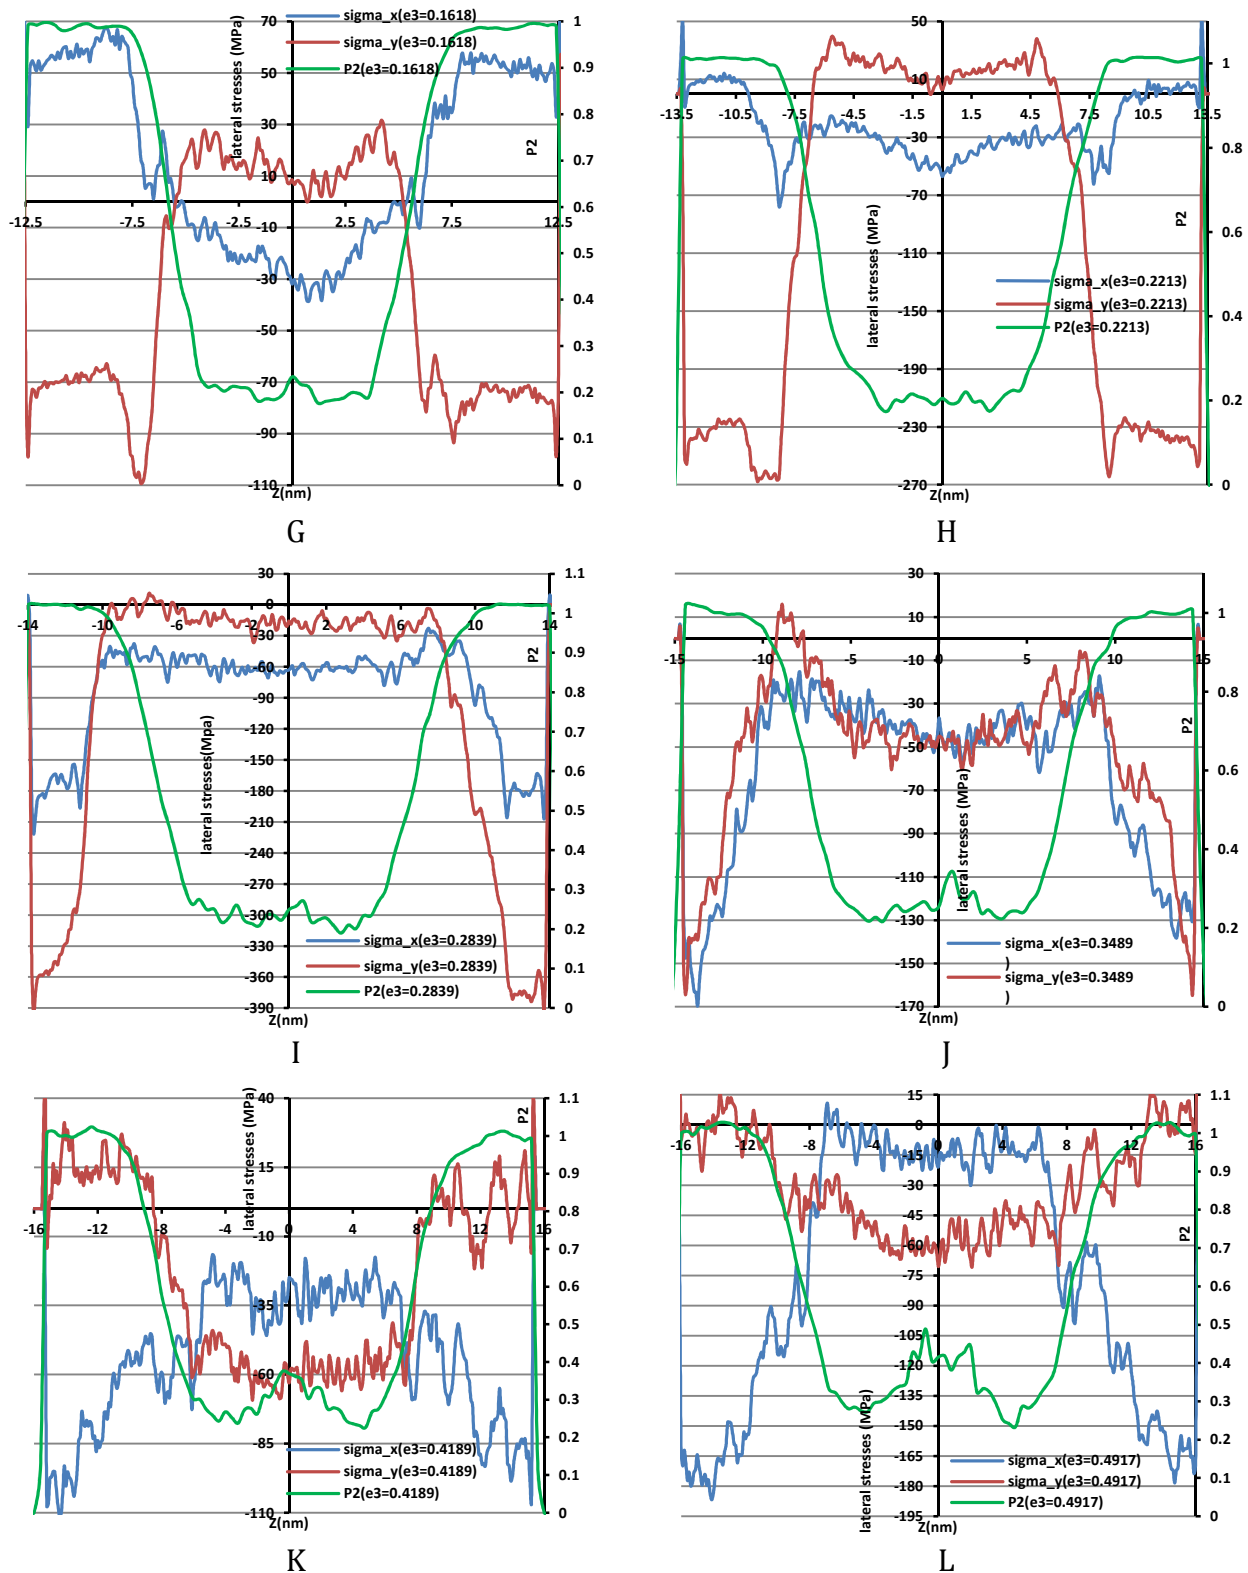 sigma_x(e3=0.1618)
sigma_y(e3=0.1618)
P2(e3=0.1618)
lateral stresses (MPa)
P2
70
50
30
10
-10
-30
-50
-70
-90
-110
-12.5 -7.5 -2.5 2.5 7.5 12.5
1
0.9
0.8
0.7
0.6
0.5
0.4
0.3
0.2
0.1
0
Z(nm)
G
50
10
-30
-70
-110
-150
-190
-230
-270
-13.5 -10.5 -7.5 -4.5 -1.5 1.5 4.5 7.5 10.5 13.5
1
0.8
0.6
0.4
0.2
0
P2
lateral stresses (MPa)
sigma_x(e3=0.2213)
sigma_y(e3=0.2213)
P2(e3=0.2213)
Z(nm)
H
30
0
-30
-60
-90
-120
-150
-180
-210
-240
-270
-300
-330
-360
-390
-14 -10 -6 -2 2 6 10 14
1.1
1
0.9
0.8
0.7
0.6
0.5
0.4
0.3
0.2
0.1
0
P2
lateral stresses(Mpa)
sigma_x(e3=0.2839)
sigma_y(e3=0.2839)
P2(e3=0.2839)
Z(nm)
I
30
10
-10
-30
-50
-70
-90
-110
-130
-150
-170
-15 -10 -5 0 5 10 15
1
0.8
0.6
0.4
0.2
0
P2
lateral stresses (MPa)
sigma_x(e3=0.3489
)
sigma_y(e3=0.3489
)
Z(nm)
J
40
15
-10
-35
-60
-85
-110
-16 -12 -8 -4 0 4 8 12 16
1.1
1
0.9
0.8
0.7
0.6
0.5
0.4
0.3
0.2
0.1
0
P2
lateral stresses (MPa)
sigma_x(e3=0.4189)
sigma_y(e3=0.4189)
P2(e3=0.4189)
Z(nm)
K
15
0
-15
-30
-45
-60
-75
-90
-105
-120
-135
-150
-165
-180
-195
-16 -12 -8 -4 0 4 8 12 16
1.1
1
0.9
0.8
0.7
0.6
0.5
0.4
0.3
0.2
0.1
0
P2
lateral stresses (MPa)
sigma_x(e3=0.4917)
sigma_y(e3=0.4917)
P2(e3=0.4917)
Z(nm)
L